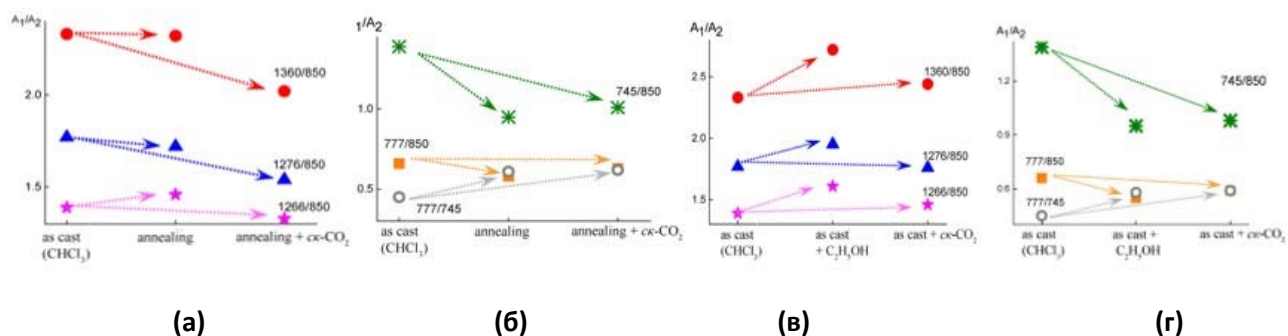 A₁/A₂
2.0
1.5
1360/850
1276/850
1266/850
as cast
(CHCl₃)
annealing
annealing + ск-CO₂
(а)
1/A₂
1.0
0.5
745/850
777/850
777/745
as cast
(CHCl₃)
annealing
annealing + ск-CO₂
(б)
A₁/A₂
2.5
2.0
1.5
1360/850
1276/850
1266/850
as cast
(CHCl₃)
as cast
+ C₂H₅OH
as cast + ск-CO₂
(в)
A₁/A₂
1.2
0.9
0.6
745/850
777/850
777/745
as cast
(CHCl₃)
as cast +
C₂H₅OH
as cast + ск-CO₂
(г)